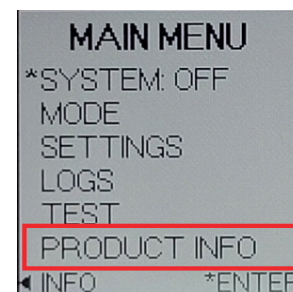 MAIN MENU
*SYSTEM: OFF
MODE
SETTINGS
LOGS
TEST
PRODUCT INFO
◀ INFO *ENTER